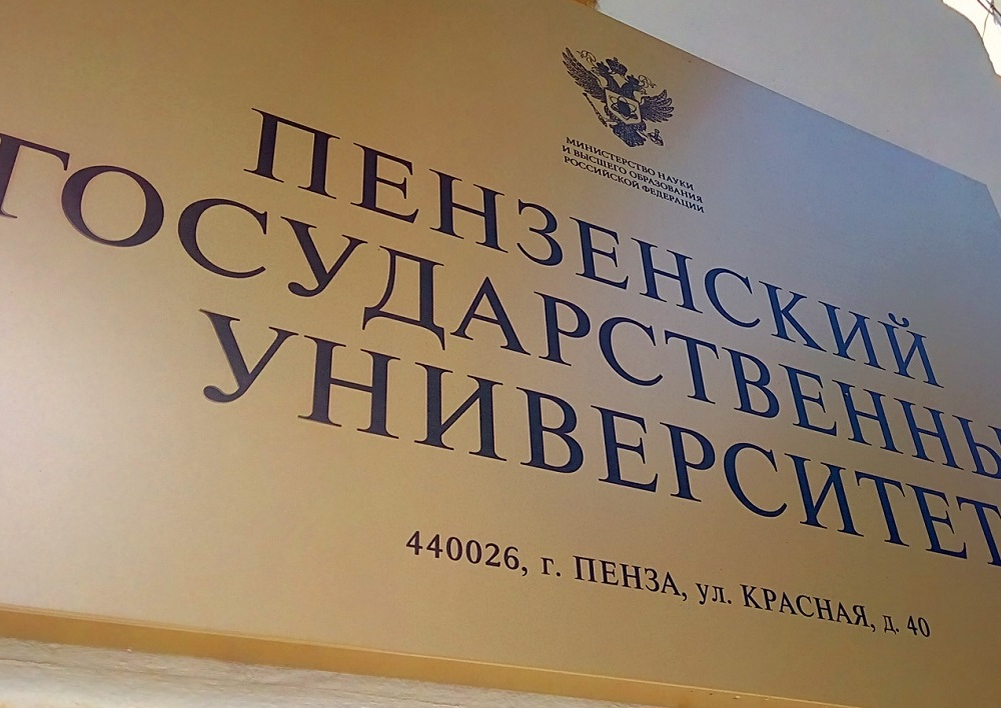 МИНИСТЕРСТВО НАУКИ
И ВЫСШЕГО ОБРАЗОВАНИЯ
РОССИЙСКОЙ ФЕДЕРАЦИИ
ПЕНЗЕНСКИЙ
ГОСУДАРСТВЕННЫ
УНИВЕРСИТЕТ
440026, г. ПЕНЗА, ул. КРАСНАЯ, д. 40